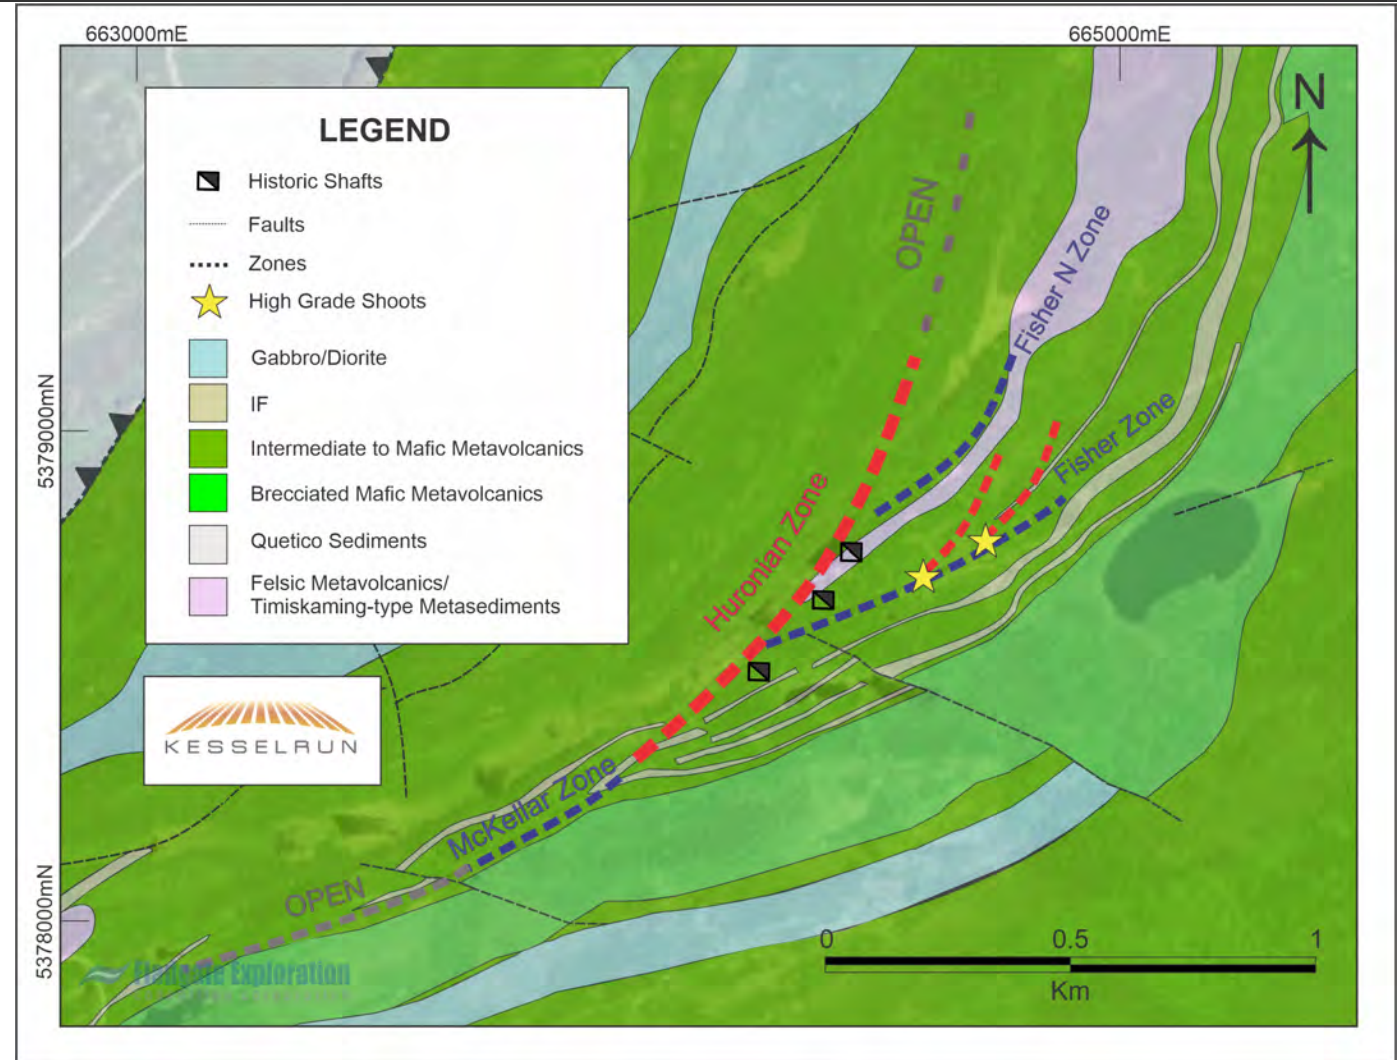 663000mE
665000mE
N
LEGEND
Historic Shafts
Faults
Zones
High Grade Shoots
Gabbro/Diorite
IF
Intermediate to Mafic Metavolcanics
Brecciated Mafic Metavolcanics
Quetico Sediments
Felsic Metavolcanics/
Timiskaming-type Metasediments
KESSELRUN
5379000mN
5378000mN
OPEN
Fisher N Zone
Fisher Zone
Huronian Zone
McKellar Zone
OPEN
Exploration
0 0.5 1
Km